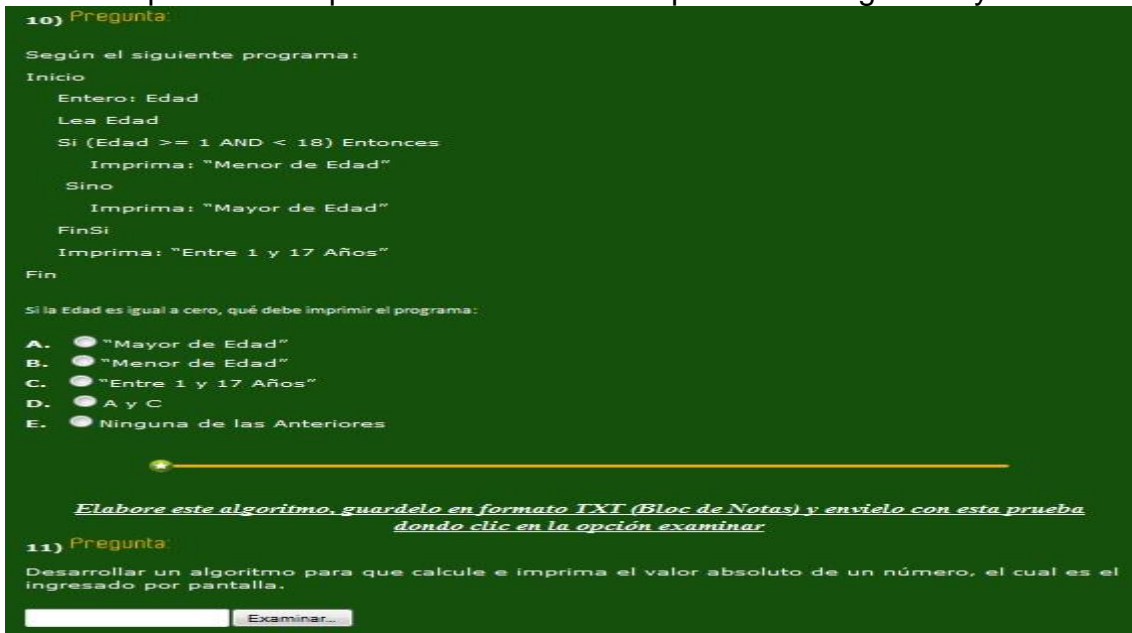 10) Pregunta:
Según el siguiente programa:
Inicio
Entero: Edad
Lea Edad
Si (Edad >= 1 AND < 18) Entonces
Imprima: "Menor de Edad"
Sino
Imprima: "Mayor de Edad"
FinSi
Imprima: "Entre 1 y 17 Años"
Fin
Si la Edad es igual a cero, qué debe imprimir el programa:
A. "Mayor de Edad"
B. "Menor de Edad"
C. "Entre 1 y 17 Años"
D. A y C
E. Ninguna de las Anteriores
Elabore este algoritmo, guardelo en formato TXT (Bloc de Notas) y envielo con esta prueba
dondo clic en la opción examinar
11) Pregunta:
Desarrollar un algoritmo para que calcule e imprima el valor absoluto de un número, el cual es el
ingresado por pantalla.
Examinar...